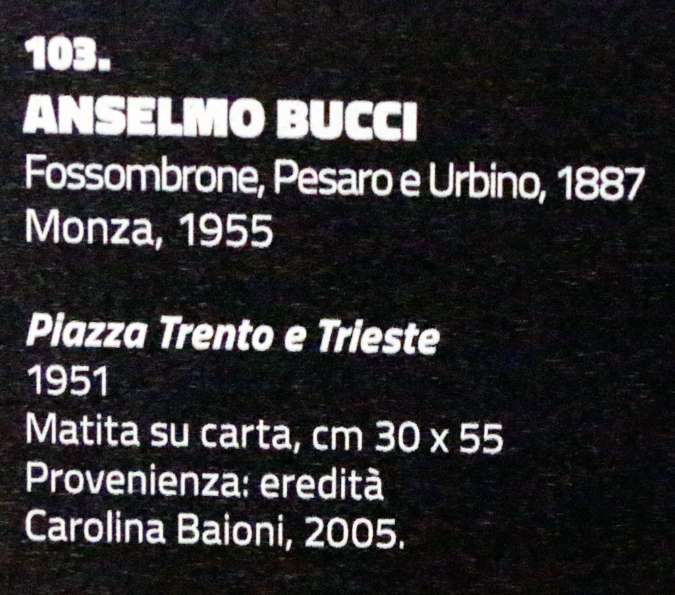 103.
ANSELMO BUCCI
Fossombrone, Pesaro e Urbino, 1887
Monza, 1955
Piazza Trento e Trieste
1951
Matita su carta, cm 30 x 55
Provenienza: eredità
Carolina Baioni, 2005.